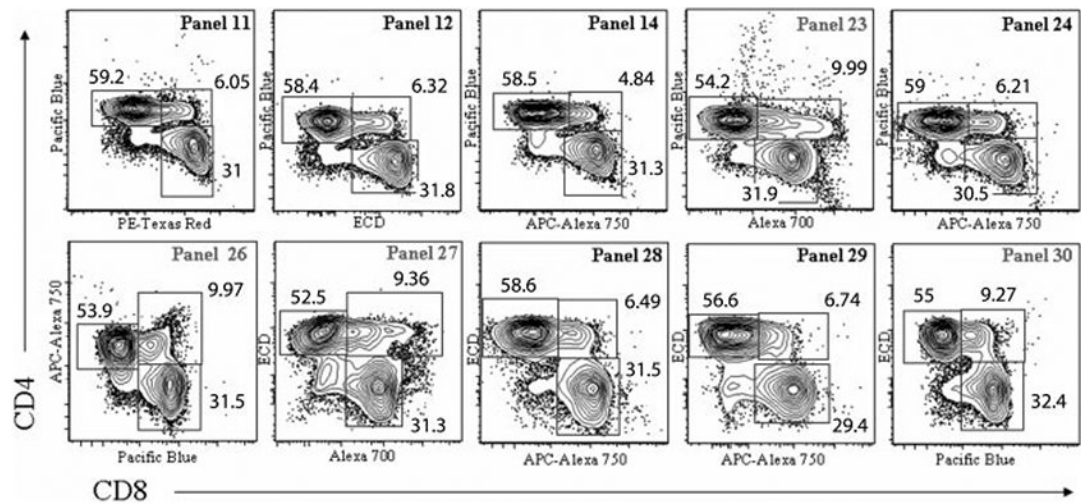 Panel 11
59.2
6.05
31
Pacific Blue
PE-Texas Red
Panel 12
58.4
6.32
31.8
Pacific Blue
ECD
Panel 14
58.5
4.84
31.3
Pacific Blue
APC-Alexa 750
Panel 23
54.2
9.99
31.9
Pacific Blue
Alexa 700
Panel 24
59
6.21
30.5
Pacific Blue
APC-Alexa 750
Panel 26
53.9
9.97
31.5
APC-Alexa 750
Pacific Blue
Panel 27
52.5
9.36
31.3
ECD
Alexa 700
Panel 28
58.6
6.49
31.5
ECD
APC-Alexa 750
Panel 29
56.6
6.74
29.4
ECD
APC-Alexa 750
Panel 30
55
9.27
32.4
ECD
Pacific Blue
CD4
CD8